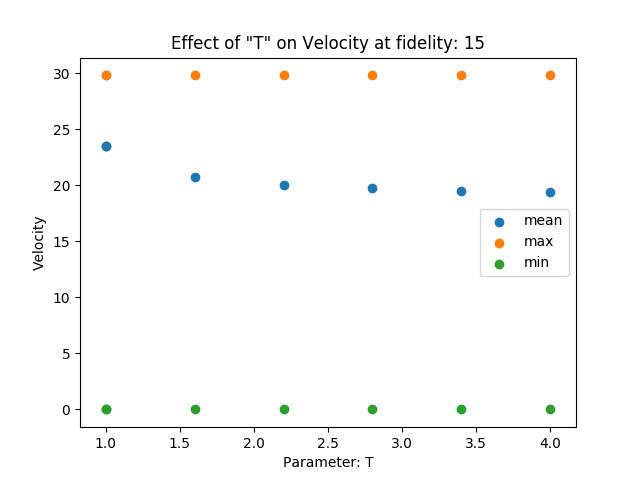 Effect of "T" on Velocity at fidelity: 15
30
25
20
15
10
5
0
Velocity
mean
max
min
1.0 1.5 2.0 2.5 3.0 3.5 4.0
Parameter: T